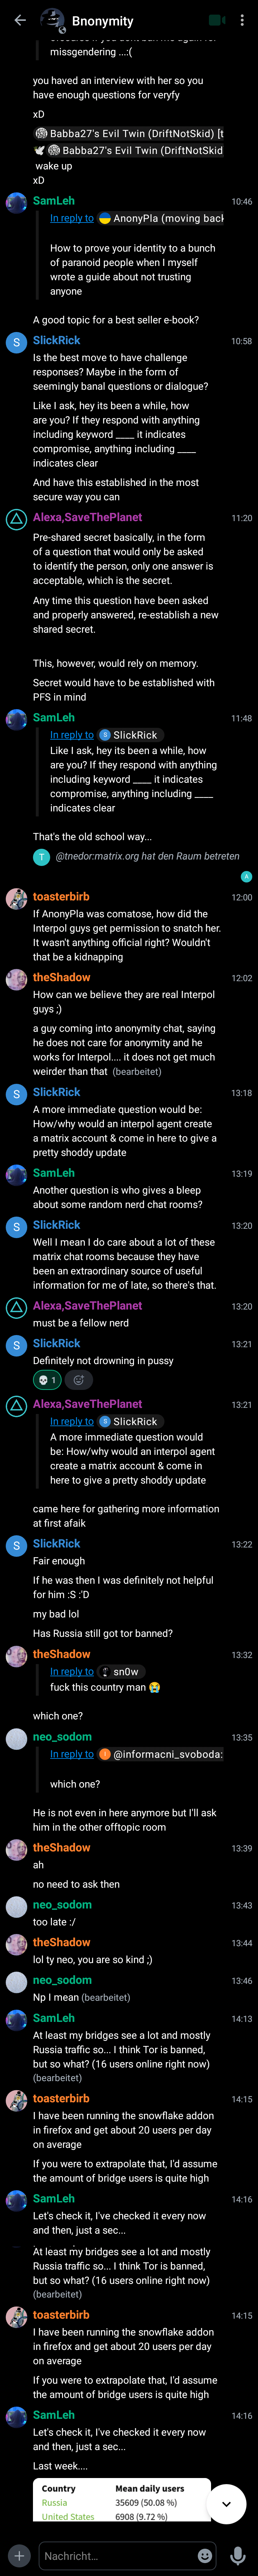 Bnonymity
missgendering ...:(
you haved an interview with her so you
have enough questions for veryfy
xD
Babba27's Evil Twin (DriftNotSkid) [t
🕊 Babba27's Evil Twin (DriftNotSkid
wake up
xD
SamLeh 10:46
In reply to AnonyPla (moving back
How to prove your identity to a bunch
of paranoid people when I myself
wrote a guide about not trusting
anyone
A good topic for a best seller e-book?
S SlickRick 10:58
Is the best move to have challenge
responses? Maybe in the form of
seemingly banal questions or dialogue?
Like I ask, hey its been a while, how
are you? If they respond with anything
including keyword ____ it indicates
compromise, anything including ____
indicates clear
And have this established in the most
secure way you can
Alexa,SaveThePlanet 11:20
Pre-shared secret basically, in the form
of a question that would only be asked
to identify the person, only one answer is
acceptable, which is the secret.
Any time this question have been asked
and properly answered, re-establish a new
shared secret.
This, however, would rely on memory.
Secret would have to be established with
PFS in mind
SamLeh 11:48
In reply to S SlickRick
Like I ask, hey its been a while, how
are you? If they respond with anything
including keyword ____ it indicates
compromise, anything including ____
indicates clear
That's the old school way...
T @tnedor:matrix.org hat den Raum betreten
A
toasterbirb 12:00
If AnonyPla was comatose, how did the
Interpol guys get permission to snatch her.
It wasn't anything official right? Wouldn't
that be a kidnapping
theShadow 12:02
How can we believe they are real Interpol
guys ;)
a guy coming into anonymity chat, saying
he does not care for anonymity and he
works for Interpol.... it does not get much
weirder than that (bearbeitet)
S SlickRick 13:18
A more immediate question would be:
How/why would an interpol agent create
a matrix account & come in here to give a
pretty shoddy update
SamLeh 13:19
Another question is who gives a bleep
about some random nerd chat rooms?
S SlickRick 13:20
Well I mean I do care about a lot of these
matrix chat rooms because they have
been an extraordinary source of useful
information for me of late, so there's that.
Alexa,SaveThePlanet 13:20
must be a fellow nerd
S SlickRick 13:21
Definitely not drowning in pussy
💀 1
Alexa,SaveThePlanet 13:21
In reply to S SlickRick
A more immediate question would
be: How/why would an interpol agent
create a matrix account & come in
here to give a pretty shoddy update
came here for gathering more information
at first afaik
S SlickRick 13:22
Fair enough
If he was then I was definitely not helpful
for him :S :'D
my bad lol
Has Russia still got tor banned?
theShadow 13:32
In reply to sn0w
fuck this country man 😭
which one?
neo_sodom 13:35
In reply to I @informacni_svoboda:
which one?
He is not even in here anymore but I'll ask
him in the other offtopic room
theShadow 13:39
ah
no need to ask then
neo_sodom 13:43
too late :/
theShadow 13:44
lol ty neo, you are so kind ;)
neo_sodom 13:46
Np I mean (bearbeitet)
SamLeh 14:13
At least my bridges see a lot and mostly
Russia traffic so... I think Tor is banned,
but so what? (16 users online right now)
(bearbeitet)
toasterbirb 14:15
I have been running the snowflake addon
in firefox and get about 20 users per day
on average
If you were to extrapolate that, I'd assume
the amount of bridge users is quite high
SamLeh 14:16
Let's check it, I've checked it every now
and then, just a sec...
At least my bridges see a lot and mostly
Russia traffic so... I think Tor is banned,
but so what? (16 users online right now)
(bearbeitet)
toasterbirb 14:15
I have been running the snowflake addon
in firefox and get about 20 users per day
on average
If you were to extrapolate that, I'd assume
the amount of bridge users is quite high
SamLeh 14:16
Let's check it, I've checked it every now
and then, just a sec...
Last week....
Country Mean daily users
Russia 35609 (50.08 %)
United States 6908 (9.72 %)
Nachricht...